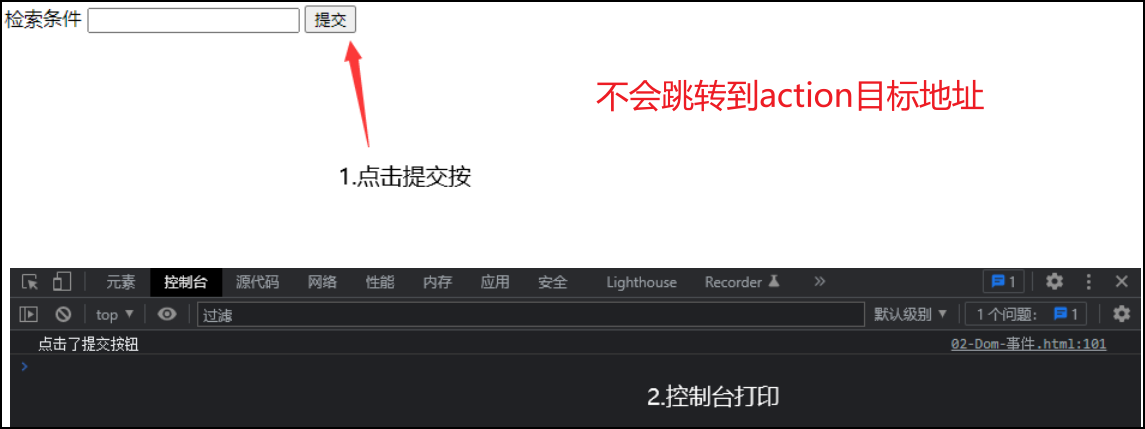 检索条件 提交
不会跳转到action目标地址
1.点击提交按
元素 控制台 源代码 网络 性能 内存 应用 安全 Lighthouse Recorder » 1
top ▼ 过滤 默认级别 ▼ 1 个问题: 1
点击了提交按钮 02-Dom-事件.html:101
>
2.控制台打印